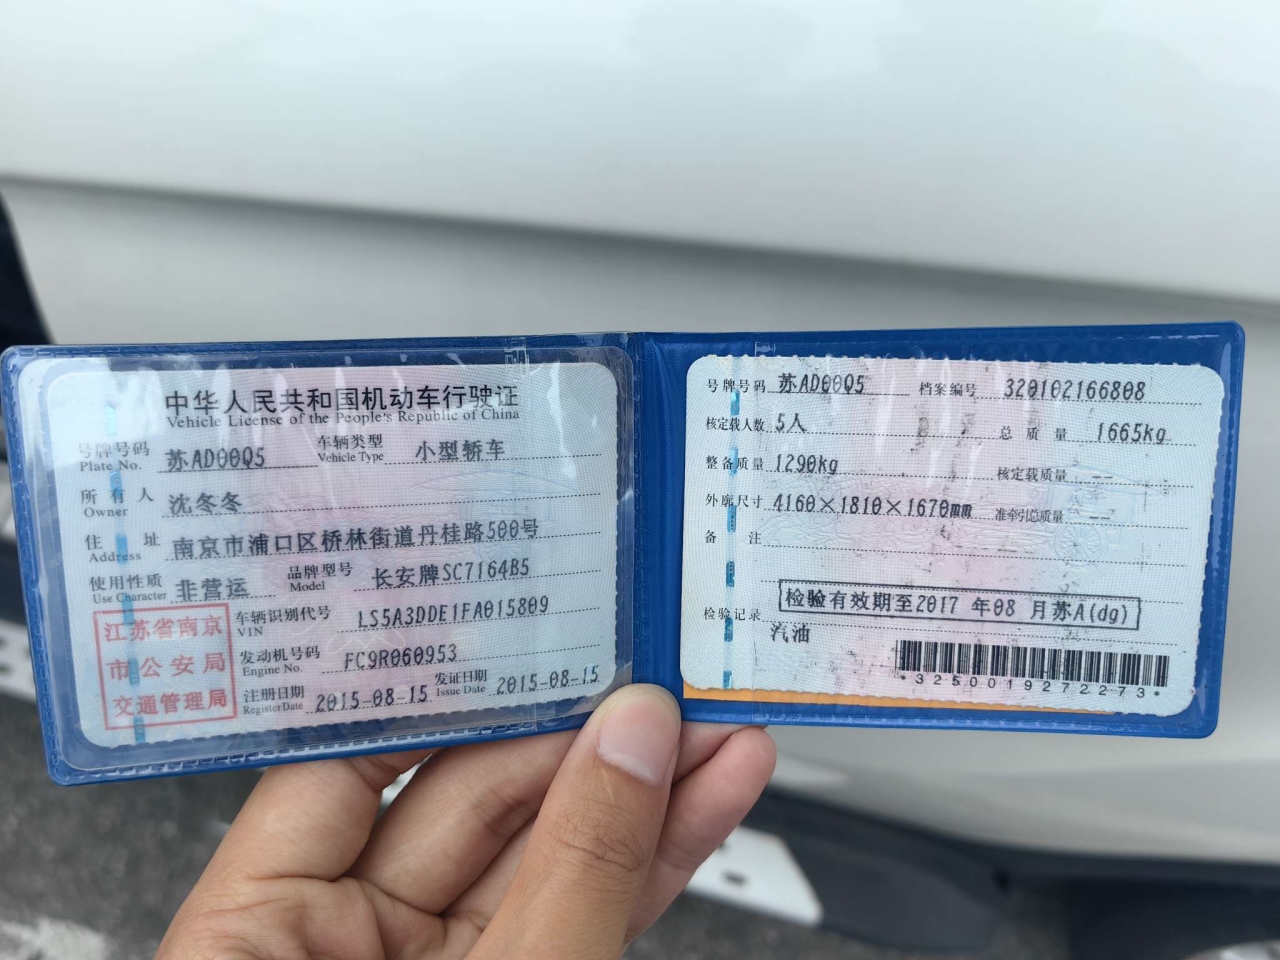 中华人民共和国机动车行驶证
Vehicle License of the People's Republic of China
号牌号码 苏AD00Q5 车辆类型 小型轿车
Plate No. Vehicle Type
所有人 沈冬冬
Owner
住址 南京市浦口区桥林街道丹桂路500号
Address
使用性质 非营运 品牌型号 长安牌SC7164B5
Use Character Model
江苏省南京
市公安局
交通管理局
车辆识别代号 LS5A3DDE1FA015809
VIN
发动机号码 FC9R060953
Engine No.
注册日期 2015-08-15 发证日期 2015-08-15
Register Date Issue Date
号牌号码 苏AD00Q5 档案编号 320102166808
核定载人数 5人 总质量 1665kg
整备质量 1290kg 核定载质量 --
外廓尺寸 4160×1810×1670mm 准牵引总质量 --
备注
检验记录 检验有效期至2017 年08 月苏A(dg)
汽油
*3250019272273*